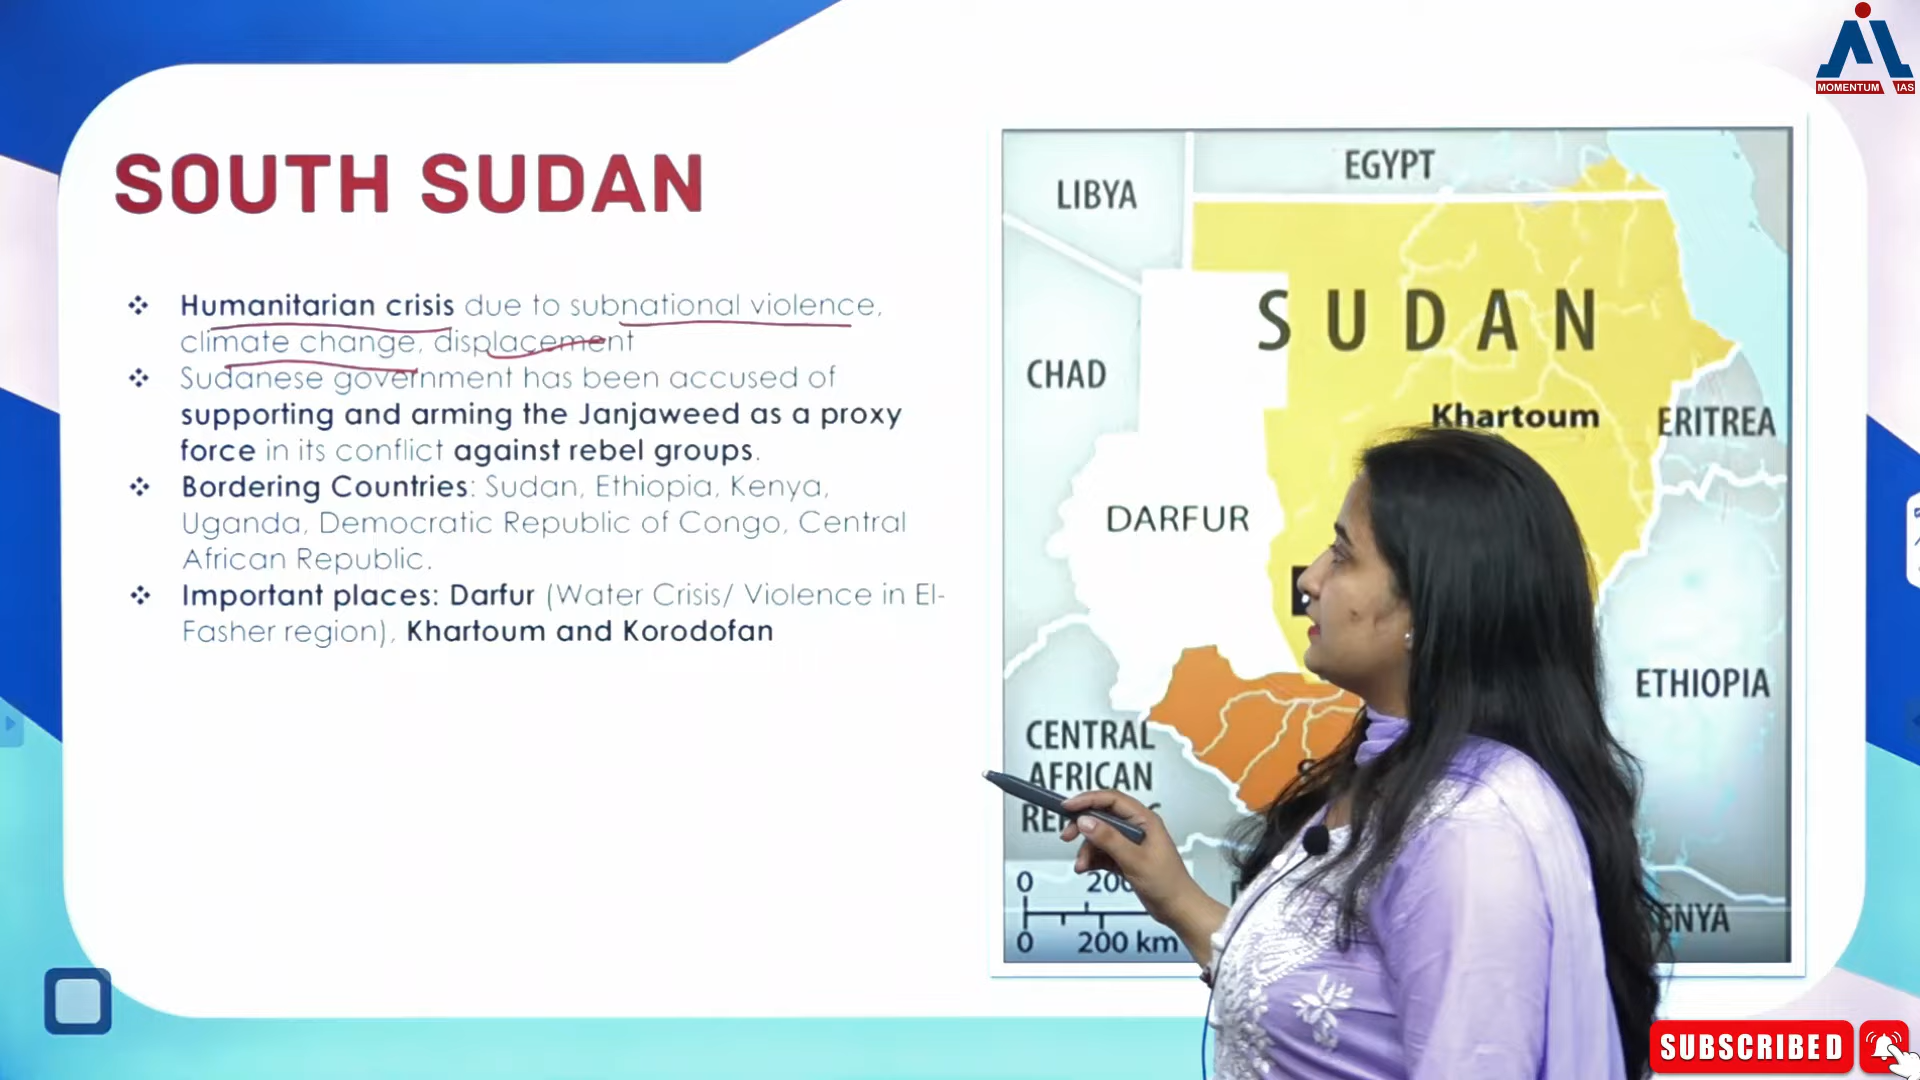 MOMENTUM IAS
SOUTH SUDAN
Humanitarian crisis due to subnational violence,
climate change, displacement
Sudanese government has been accused of
supporting and arming the Janjaweed as a proxy
force in its conflict against rebel groups.
Bordering Countries: Sudan, Ethiopia, Kenya,
Uganda, Democratic Republic of Congo, Central
African Republic.
Important places: Darfur (Water Crisis/ Violence in El-
Fasher region), Khartoum and Korodofan
EGYPT
LIBYA
SUDAN
CHAD
Khartoum
ERITREA
DARFUR
ETHIOPIA
CENTRAL
AFRICAN
0 200
0 200 km
SUBSCRIBED